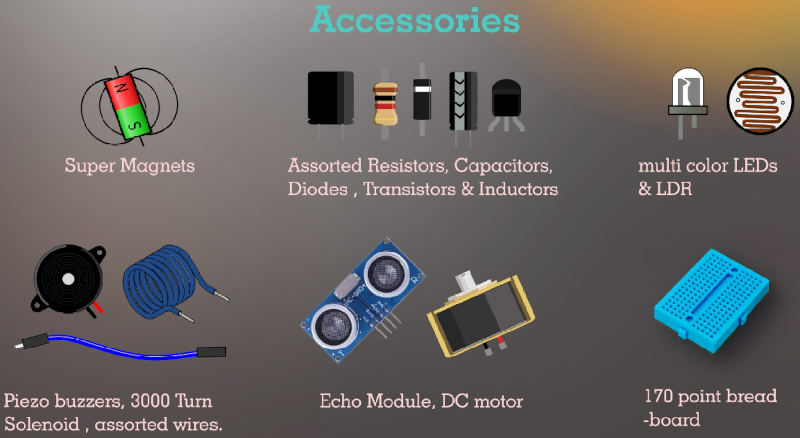 Accessories
N
S
Super Magnets
Assorted Resistors, Capacitors,
Diodes , Transistors & Inductors
multi color LEDs
& LDR
Piezo buzzers, 3000 Turn
Solenoid , assorted wires.
R
T
Echo Module, DC motor
170 point bread
-board